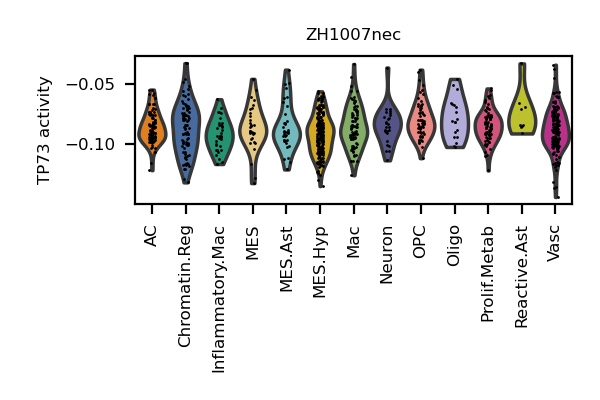 ZH1007nec
TP73 activity
−0.05
−0.10
AC
Chromatin.Reg
Inflammatory.Mac
MES
MES.Ast
MES.Hyp
Mac
Neuron
OPC
Oligo
Prolif.Metab
Reactive.Ast
Vasc